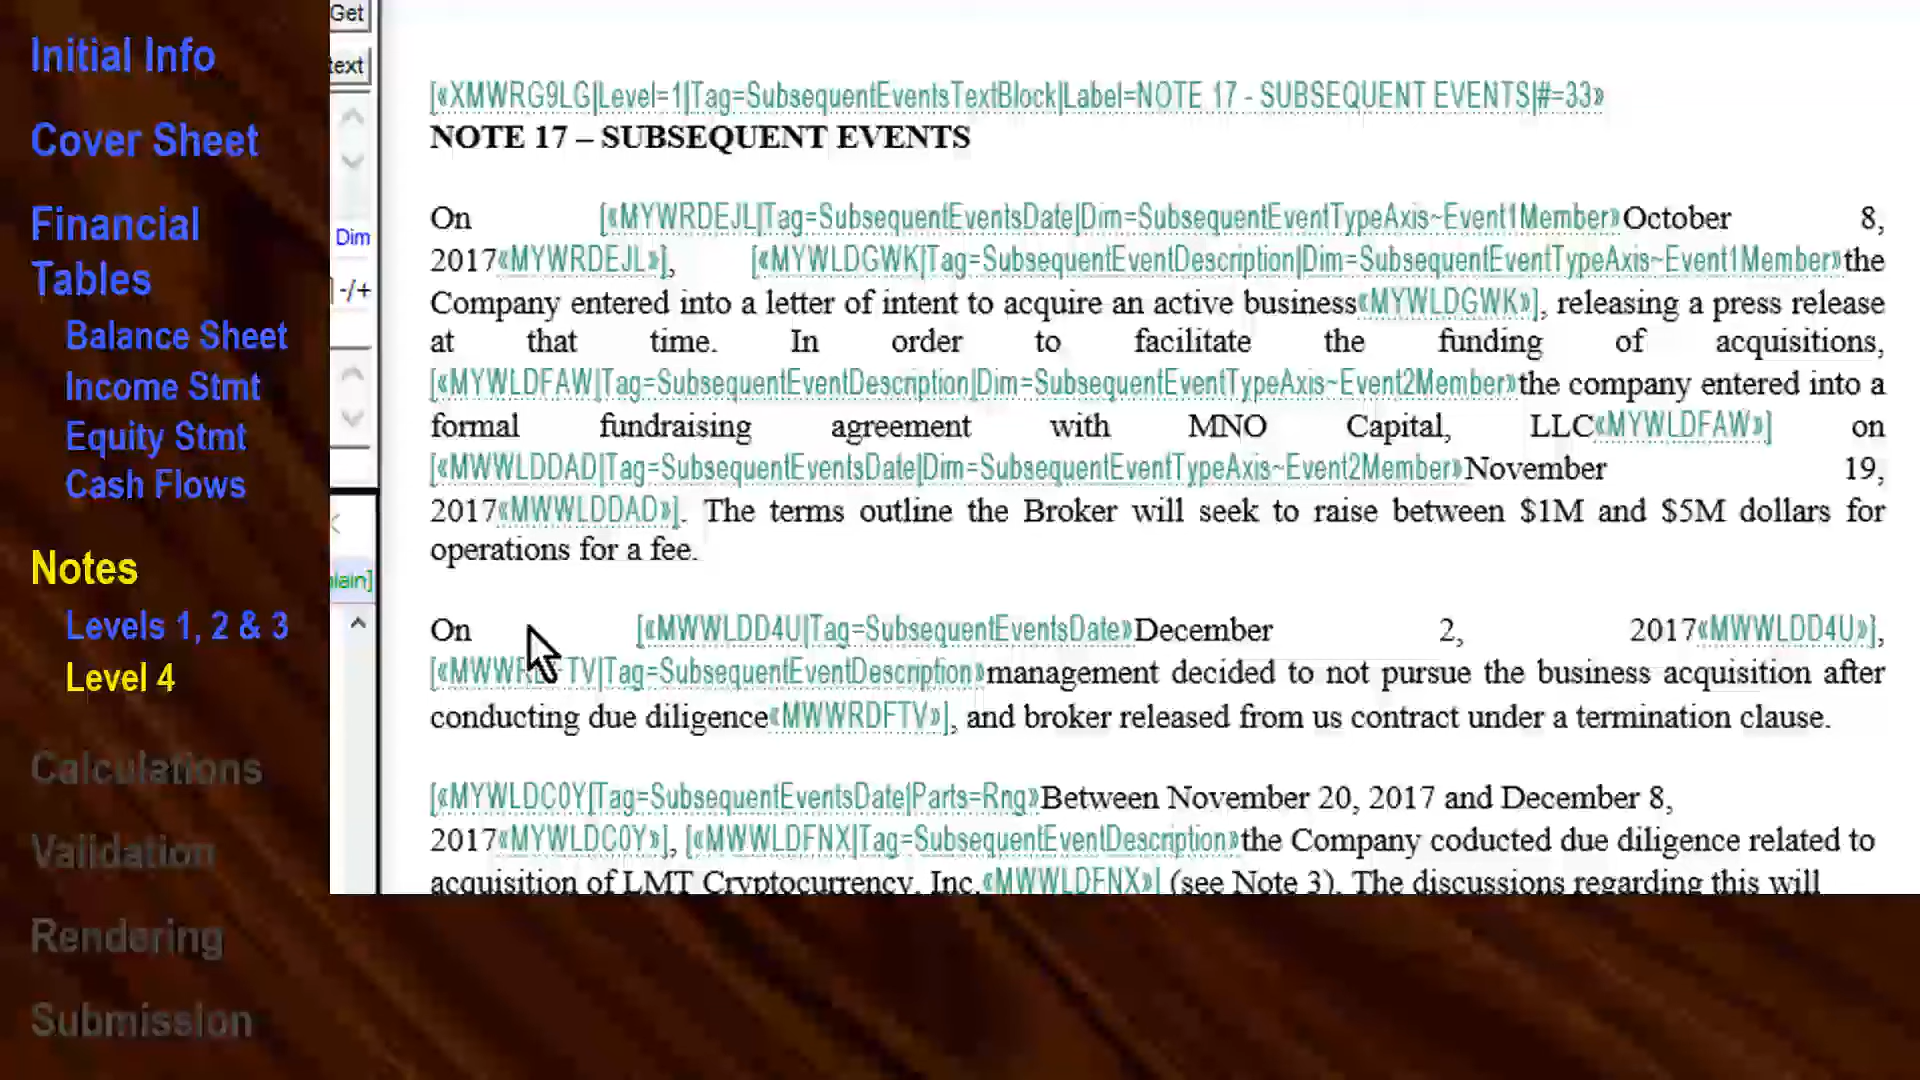 Initial Info
Cover Sheet
Financial
Tables
Balance Sheet
Income Stmt
Equity Stmt
Cash Flows
Notes
Levels 1, 2 & 3
Level 4
Calculations
Validation
Rendering
Submission
Get
text
Dim
-/+
[«XMWRG9LG|Level=1|Tag=SubsequentEventsTextBlock|Label=NOTE 17 - SUBSEQUENT EVENTS|#=33»
NOTE 17 – SUBSEQUENT EVENTS
On [«MYWRDEJL|Tag=SubsequentEventsDate|Dim=SubsequentEventTypeAxis~Event1Member»October 8,
2017«MYWRDEJL»], [«MYWLDGWK|Tag=SubsequentEventDescription|Dim=SubsequentEventTypeAxis~Event1Member»the
Company entered into a letter of intent to acquire an active business«MYWLDGWK»], releasing a press release
at that time. In order to facilitate the funding of acquisitions,
[«MYWLDFAW|Tag=SubsequentEventDescription|Dim=SubsequentEventTypeAxis~Event2Member»the company entered into a
formal fundraising agreement with MNO Capital, LLC«MYWLDFAW»] on
[«MWWLDDAD|Tag=SubsequentEventsDate|Dim=SubsequentEventTypeAxis~Event2Member»November 19,
2017«MWWLDDAD»]. The terms outline the Broker will seek to raise between $1M and $5M dollars for
operations for a fee.
On [«MWWLDD4U|Tag=SubsequentEventsDate»December 2, 2017«MWWLDD4U»],
TV|Tag=SubsequentEventDescription»management decided to not pursue the business acquisition after
conducting due diligence«MWWRDFTV»], and broker released from us contract under a termination clause.
[«MYWLDC0Y|Tag=SubsequentEventsDate|Parts=Rng»Between November 20, 2017 and December 8,
2017«MYWLDC0Y»], [«MWWLDFNX|Tag=SubsequentEventDescription»the Company coducted due diligence related to
acquisition of LMT Cryptocurrency, Inc.«MWWLDFNX»] (see Note 3). The discussions regarding this will